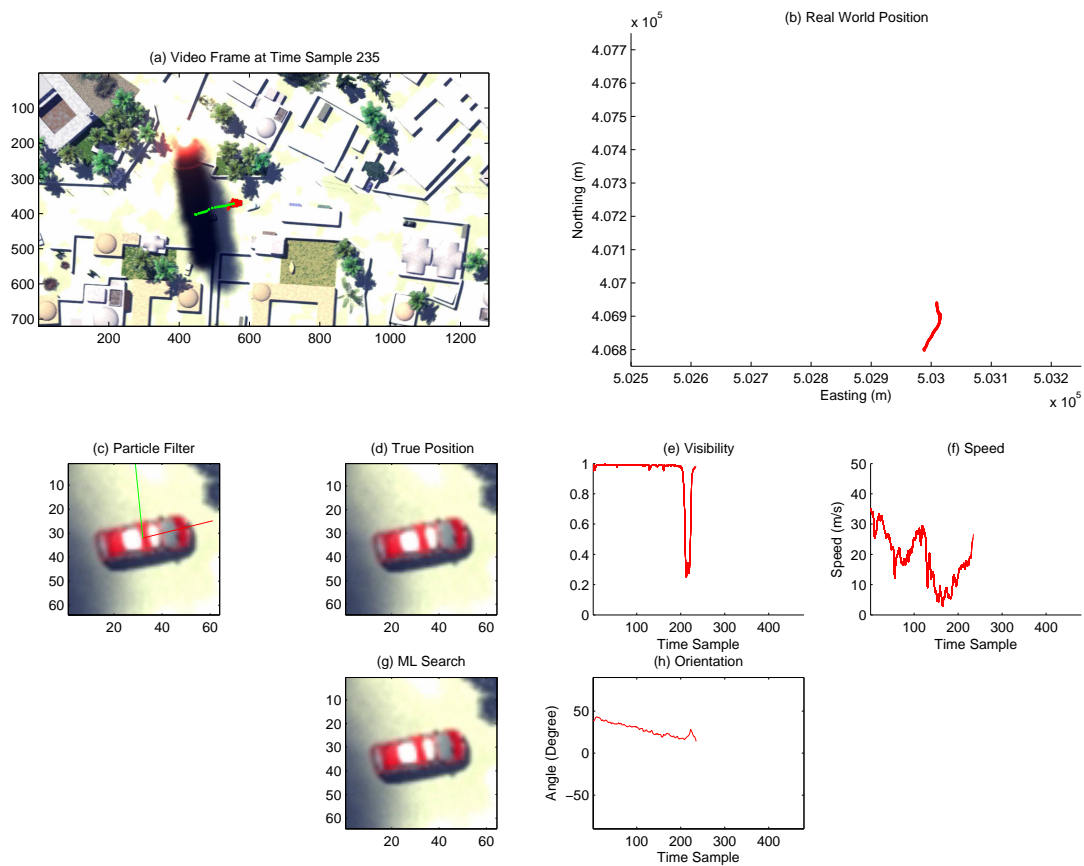 (a) Video Frame at Time Sample 235
100
200
300
400
500
600
700
200 400 600 800 1000 1200
(b) Real World Position
x 10^5
4.077
4.076
4.075
4.074
4.073
4.072
4.071
4.07
4.069
4.068
Northing (m)
5.025 5.026 5.027 5.028 5.029 5.03 5.031 5.032
Easting (m)
x 10^5
(c) Particle Filter
10
20
30
40
50
60
20 40 60
(d) True Position
10
20
30
40
50
60
20 40 60
(e) Visibility
1
0.8
0.6
0.4
0.2
0
100 200 300 400
Time Sample
(f) Speed
50
40
30
20
10
0
Speed (m/s)
100 200 300 400
Time Sample
(g) ML Search
10
20
30
40
50
60
20 40 60
(h) Orientation
50
0
−50
Angle (Degree)
100 200 300 400
Time Sample